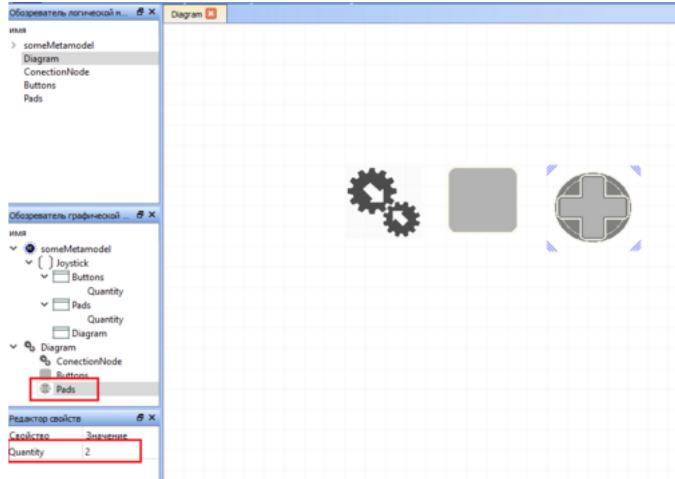 Обозреватель логической н...
Diagram
имя
someMetamodel
Diagram
ConectionNode
Buttons
Pads
Обозреватель графической ...
имя
someMetamodel
Joystick
Buttons
Quantity
Pads
Quantity
Diagram
Diagram
ConectionNode
Buttons
Pads
Редактор свойств
Свойство Значение
Quantity 2